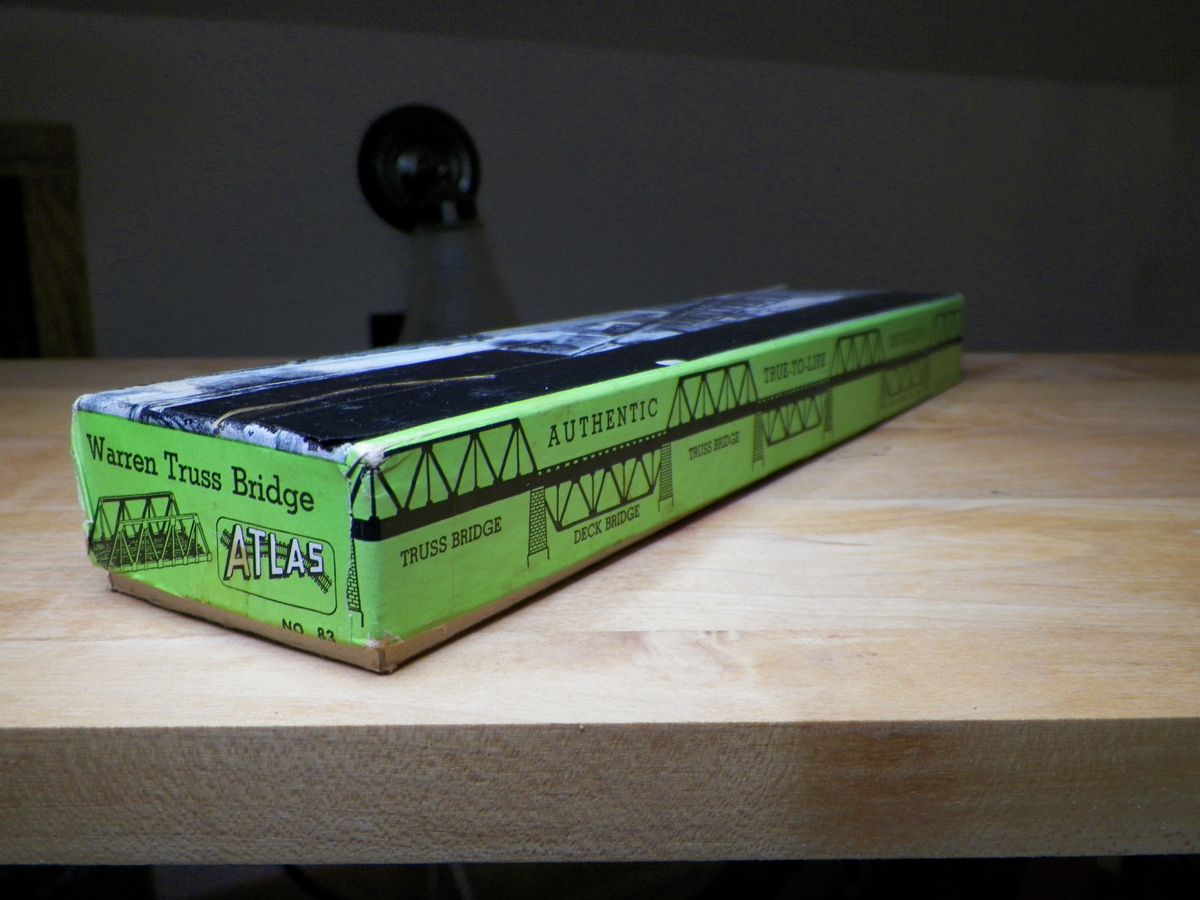 Warren Truss Bridge
ATLAS
NO. 83
AUTHENTIC
TRUE-TO-LIFE
TRUSS BRIDGE
DECK BRIDGE
TRUSS BRIDGE